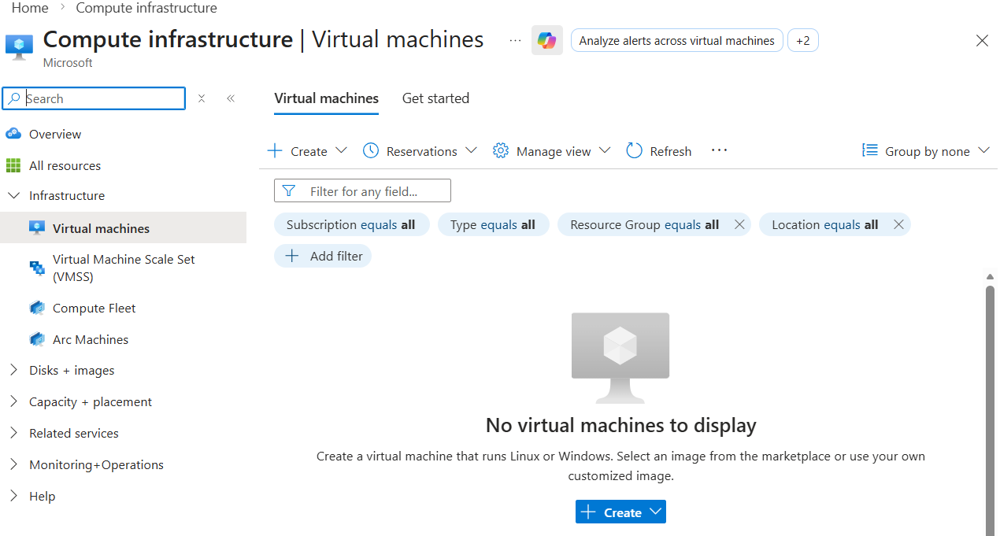 Home > Compute infrastructure
Compute infrastructure | Virtual machines ... Analyze alerts across virtual machines +2
Microsoft
Search
Virtual machines Get started
Overview
All resources
Infrastructure
Virtual machines
Virtual Machine Scale Set
(VMSS)
Compute Fleet
Arc Machines
Disks + images
Capacity + placement
Related services
Monitoring+Operations
Help
Create Reservations Manage view Refresh ... Group by none
Filter for any field...
Subscription equals all Type equals all Resource Group equals all Location equals all
Add filter
No virtual machines to display
Create a virtual machine that runs Linux or Windows. Select an image from the marketplace or use your own
customized image.
+ Create